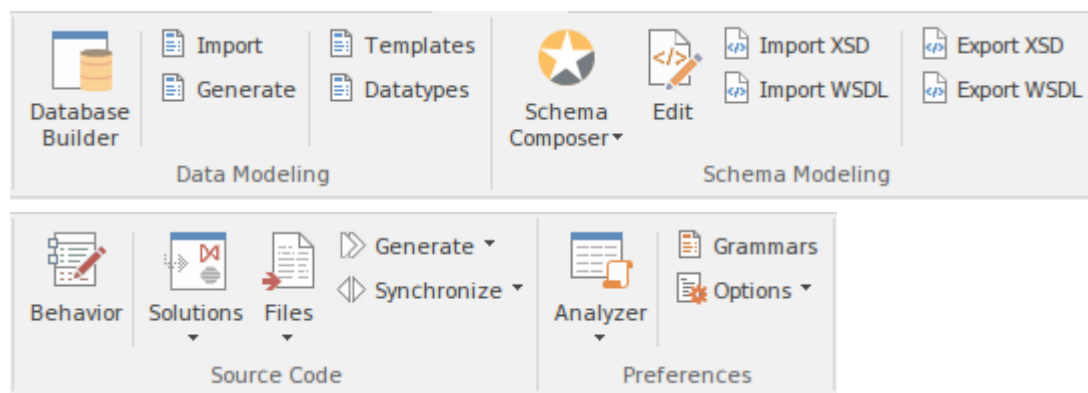 Database
Builder
Import
Generate
Templates
Datatypes
Data Modeling
Schema
Composer
Edit
Import XSD
Import WSDL
Export XSD
Export WSDL
Schema Modeling
Behavior
Solutions
Files
Generate
Synchronize
Source Code
Analyzer
Grammars
Options
Preferences